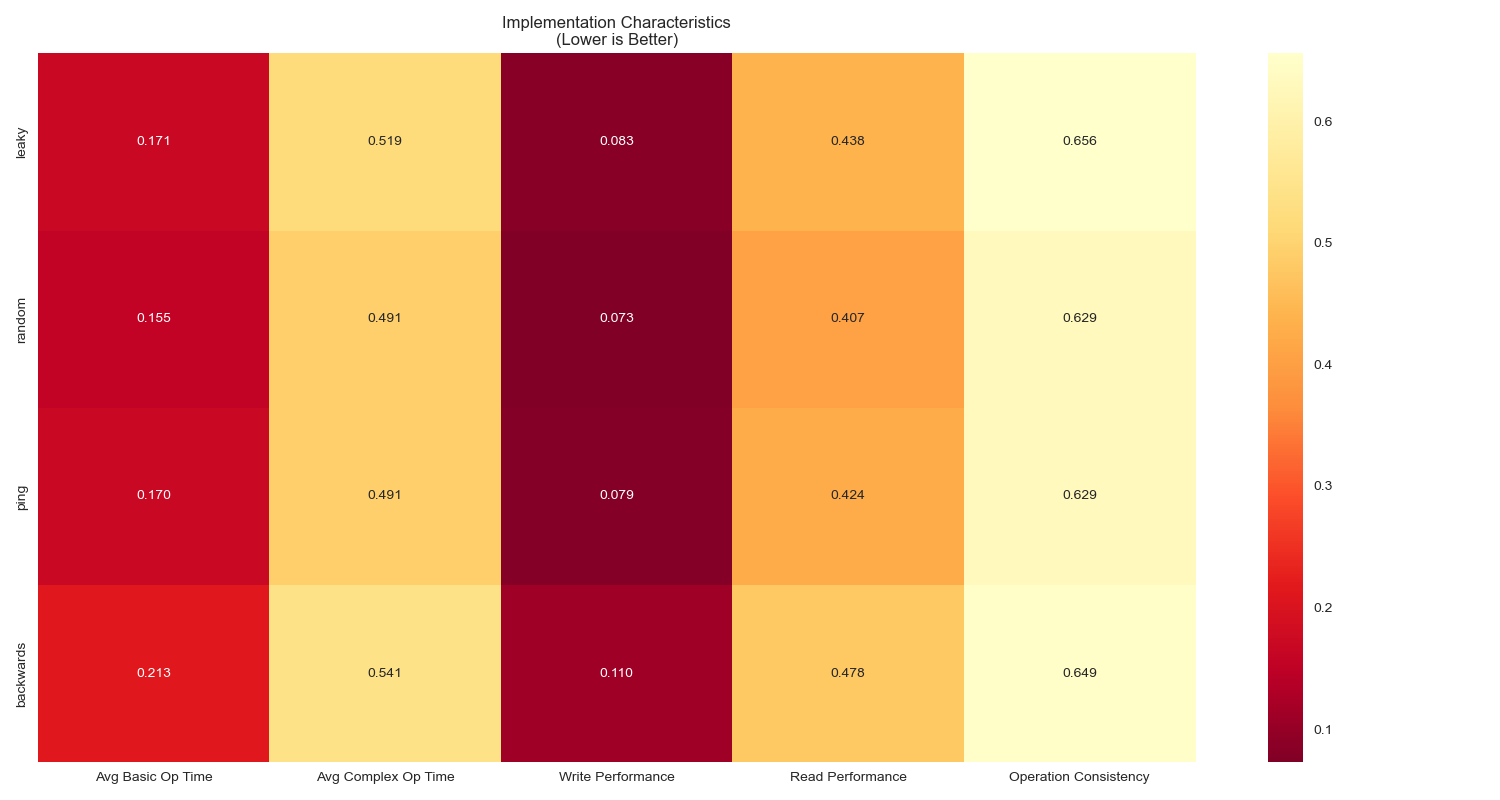 Implementation Characteristics
(Lower is Better)
leaky
0.171 0.519 0.083 0.438 0.656
random
0.155 0.491 0.073 0.407 0.629
ping
0.170 0.491 0.079 0.424 0.629
backwards
0.213 0.541 0.110 0.478 0.649
Avg Basic Op Time Avg Complex Op Time Write Performance Read Performance Operation Consistency
0.6
0.5
0.4
0.3
0.2
0.1